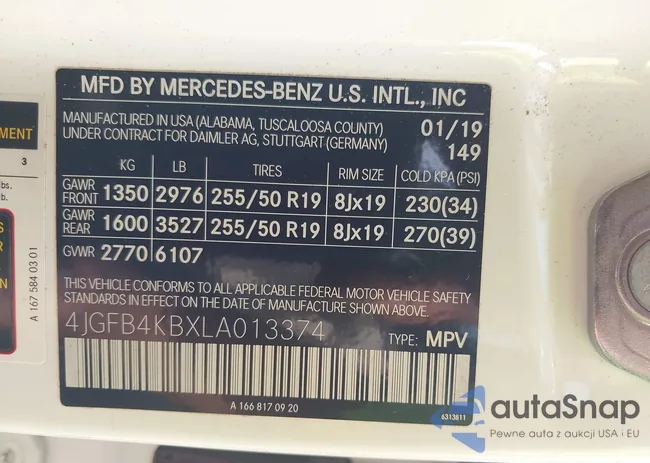 MFD BY MERCEDES-BENZ U.S. INTL., INC
MANUFACTURED IN USA (ALABAMA, TUSCALOOSA COUNTY) 01/19
UNDER CONTRACT FOR DAIMLER AG, STUTTGART (GERMANY) 149
KG LB TIRES RIM SIZE COLD KPA (PSI)
GAWR FRONT 1350 2976 255/50 R19 8Jx19 230(34)
GAWR REAR 1600 3527 255/50 R19 8Jx19 270(39)
GVWR 2770 6107
THIS VEHICLE CONFORMS TO ALL APPLICABLE FEDERAL MOTOR VEHICLE SAFETY
STANDARDS IN EFFECT ON THE DATE OF MANUFACTURE SHOWN ABOVE.
4JGFB4KBXLA013374
TYPE: MPV
A 166 817 09 20
6313611
MENT
3
lbs.
A 167 584 03 01
autaSnap
Pewne auta z aukcji USA i EU